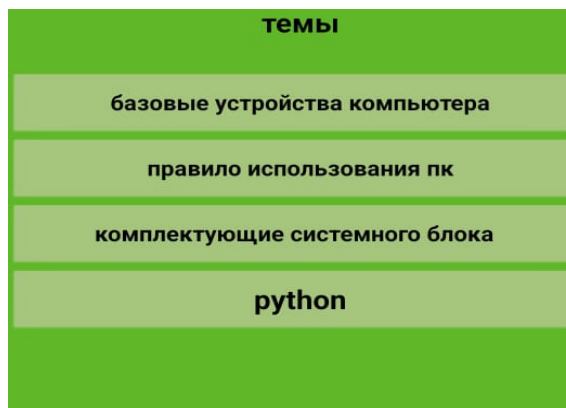 темы
базовые устройства компьютера
правило использования пк
комплектующие системного блока
python